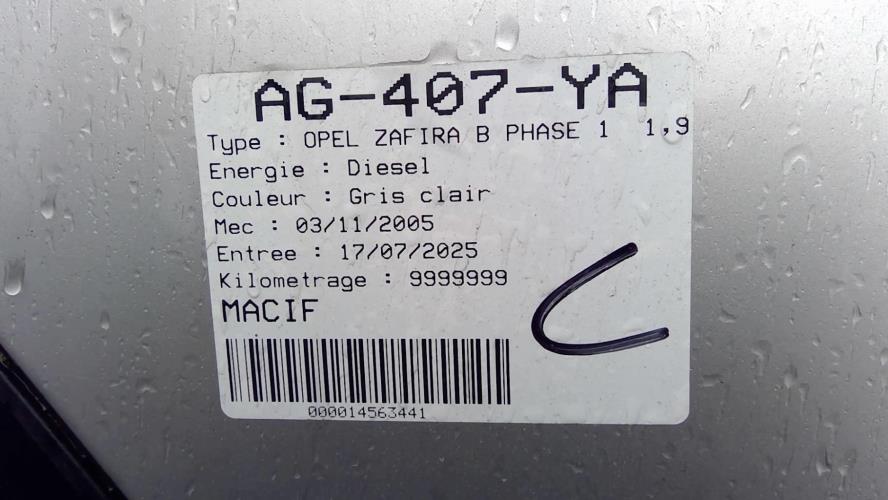 AG-407-YA
Type : OPEL ZAFIRA B PHASE 1 1,9
Energie : Diesel
Couleur : Gris clair
Mec : 03/11/2005
Entree : 17/07/2025
Kilometrage : 9999999
MACIF
C
000014563441